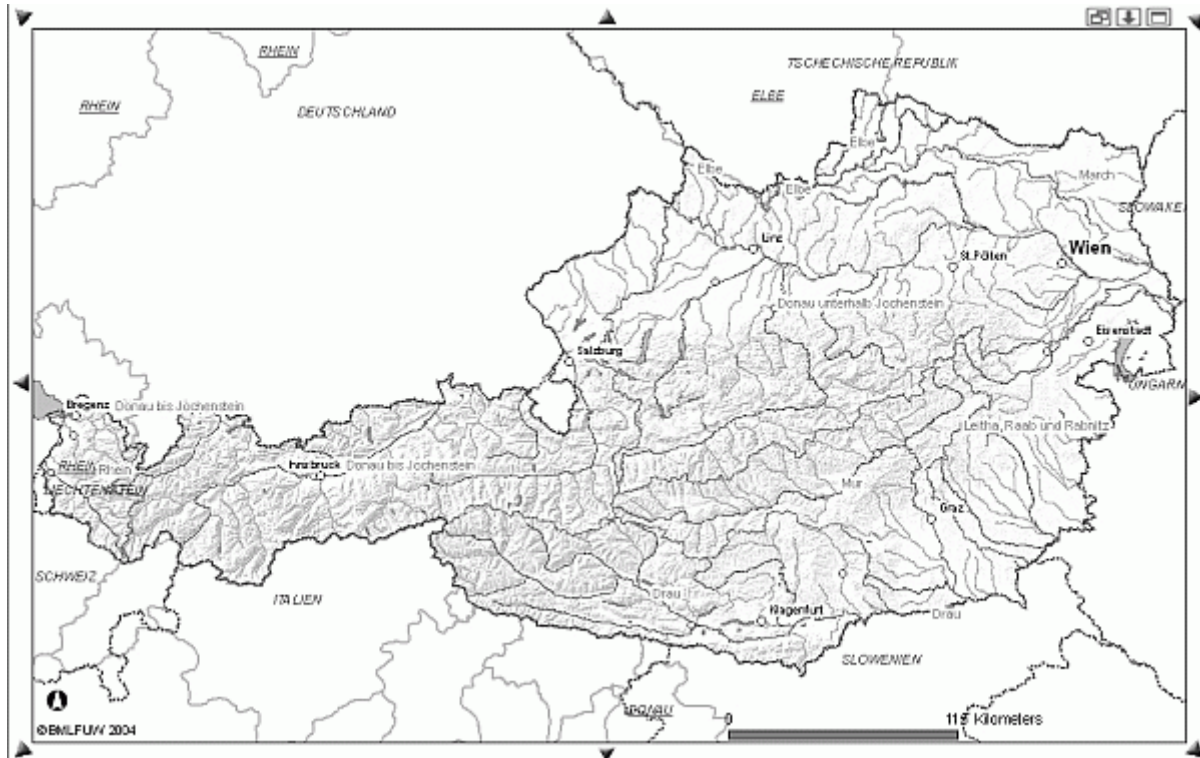 RHEIN
TSCHECHISCHE REPUBLIK
ELBE
RHEIN
DEUTSCHLAND
Elbe
Elbe
Elbe
March
Linz
Wien
St.Pölten
Donau unterhalb Jochenstein
Eisenstadt
Salzburg
UNGARN
Bregenz Donau bis Jochenstein
Leitha, Raab und Rabnitz
RHEIN Rhein
Innsbruck Donau bis Jochenstein
Mur
LIECHTENSTEIN
Graz
SCHWEIZ
ITALIEN
Drau
Klagenfurt
Drau
SLOWENIEN
DONAU
©BMLFUW 2004
0
Kilometers